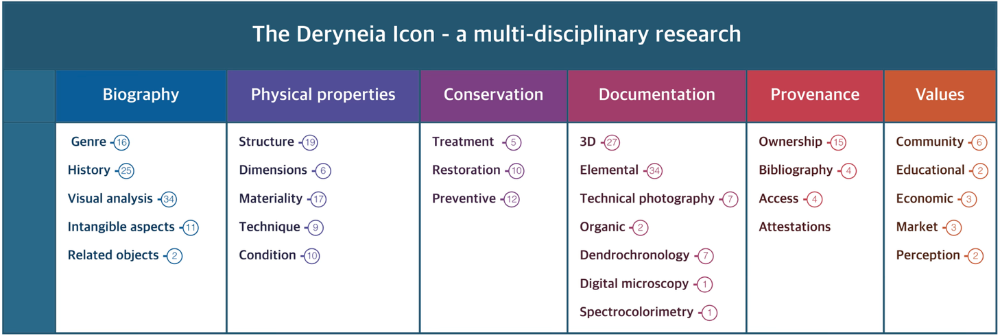 The Deryneia Icon - a multi-disciplinary research
Biography
Physical properties
Conservation
Documentation
Provenance
Values
Genre 16
History 25
Visual analysis 34
Intangible aspects 11
Related objects 2
Structure 19
Dimensions 6
Materiality 17
Technique 9
Condition 10
Treatment 5
Restoration 10
Preventive 12
3D 27
Elemental 34
Technical photography 7
Organic 2
Dendrochronology 7
Digital microscopy 1
Spectrocolorimetry 1
Ownership 15
Bibliography 4
Access 4
Attestations
Community 6
Educational 2
Economic 3
Market 3
Perception 2